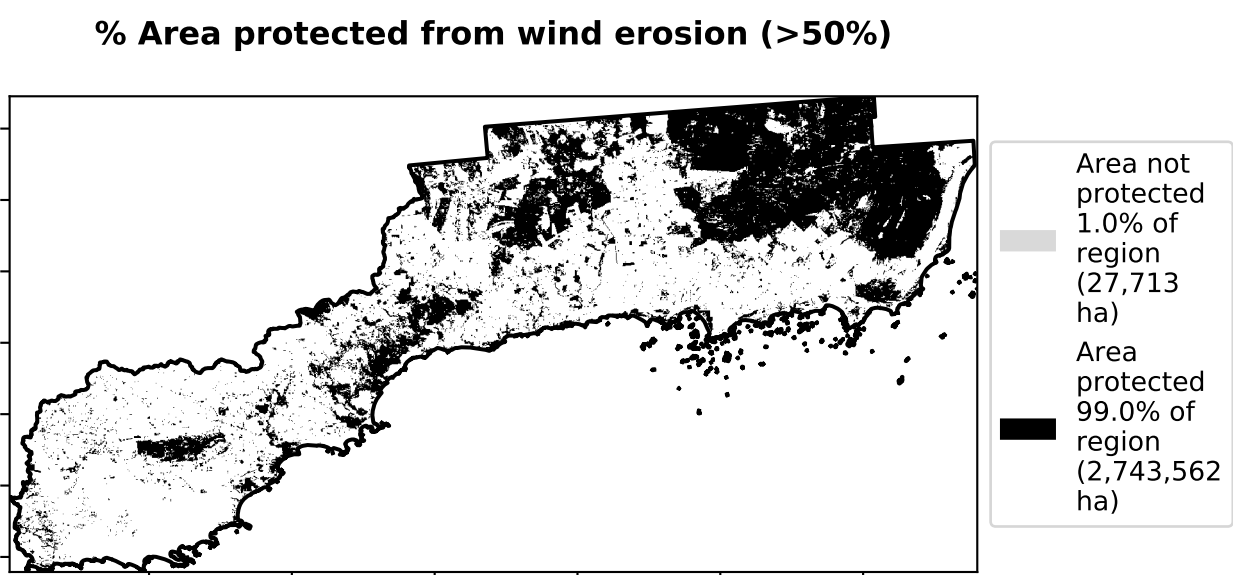 % Area protected from wind erosion (>50%)
Area not
protected
1.0% of
region
(27,713
ha)
Area
protected
99.0% of
region
(2,743,562
ha)